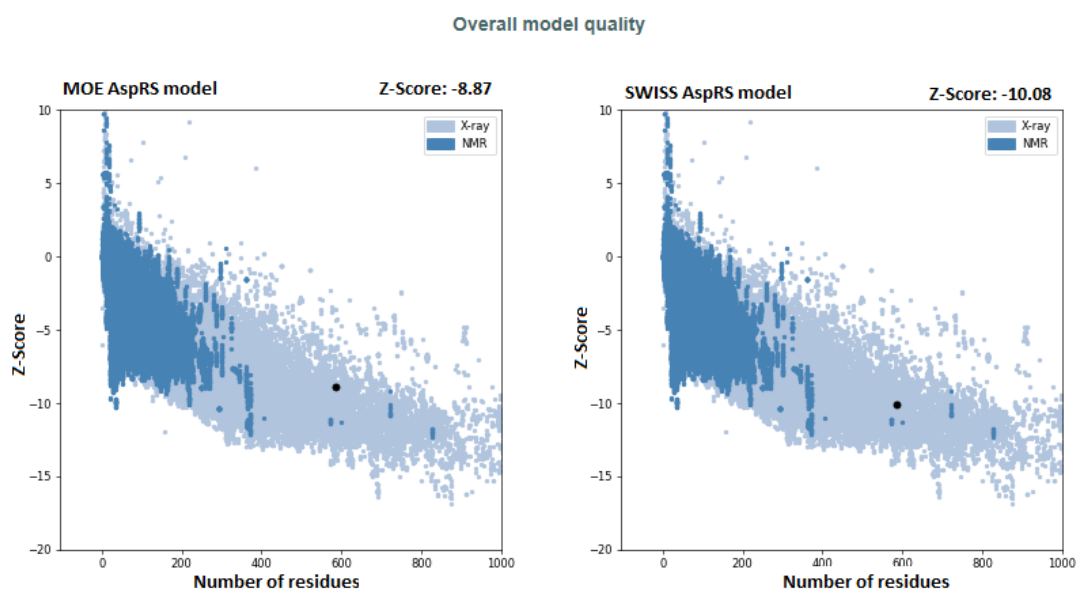 Overall model quality
MOE AspRS model Z-Score: -8.87
10
5
0
−5
−10
−15
−20
Z-Score
X-ray
NMR
0 200 400 600 800 1000
Number of residues
SWISS AspRS model Z-Score: -10.08
10
5
0
−5
−10
−15
−20
Z-Score
X-ray
NMR
0 200 400 600 800 1000
Number of residues